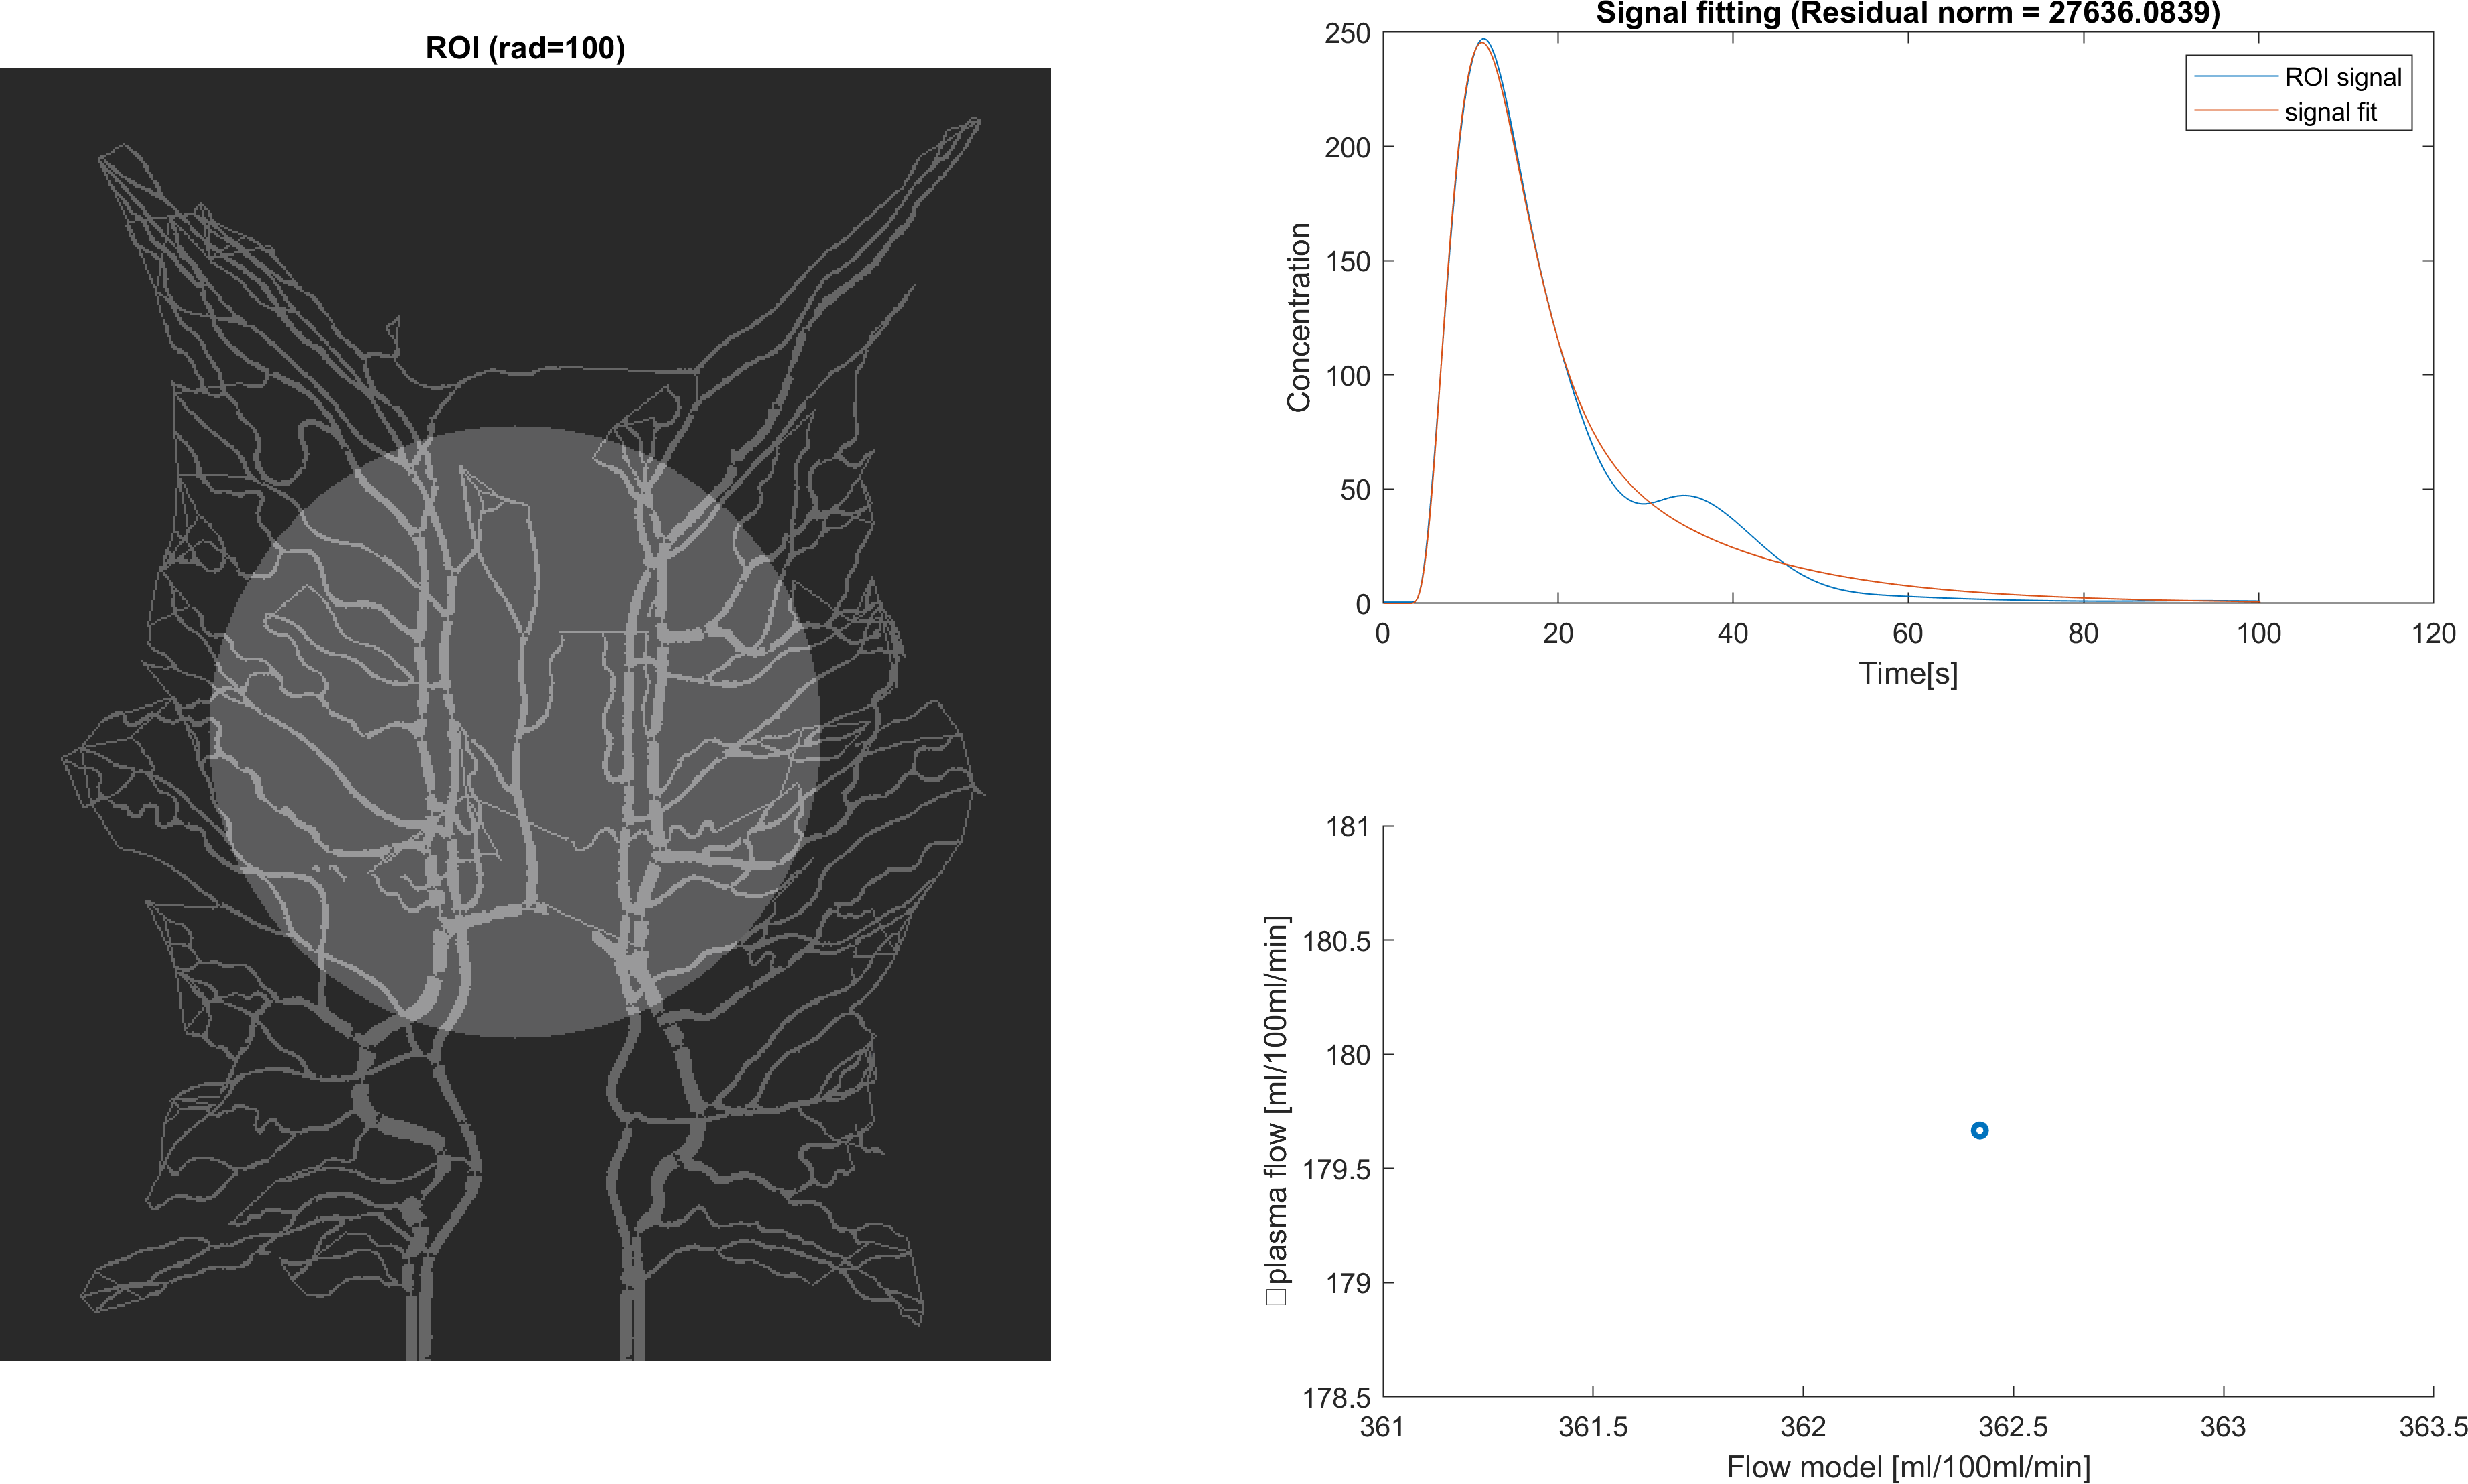 ROI (rad=100)
Signal fitting (Residual norm = 27636.0839)
250
200
150
100
50
0
Concentration
ROI signal
signal fit
0 20 40 60 80 100 120
Time[s]
181
180.5
180
179.5
179
178.5
□plasma flow [ml/100ml/min]
361 361.5 362 362.5 363 363.5
Flow model [ml/100ml/min]